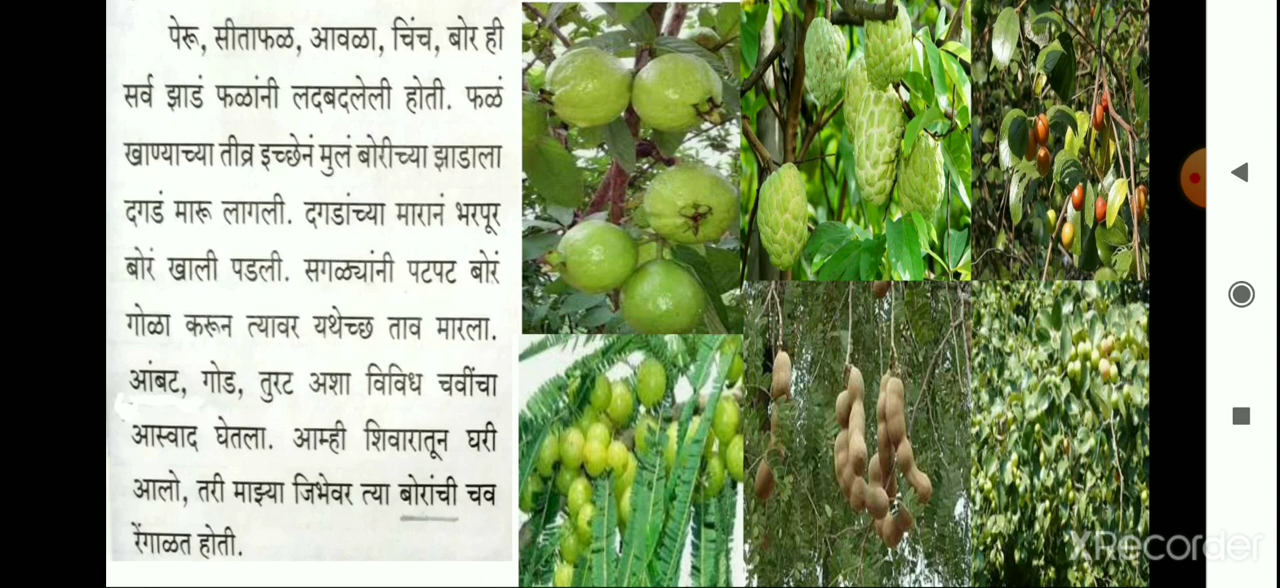 पेरू, सीताफळ, आवळा, चिंच, बोर ही
सर्व झाडं फळांनी लदबदलेली होती. फळं
खाण्याच्या तीव्र इच्छेनं मुलं बोरीच्या झाडाला
दगडं मारू लागली. दगडांच्या मारानं भरपूर
बोरं खाली पडली. सगळ्यांनी पटपट बोरं
गोळा करून त्यावर यथेच्छ ताव मारला.
आंबट, गोड, तुरट अशा विविध चवींचा
आस्वाद घेतला. आम्ही शिवारातून घरी
आलो, तरी माझ्या जिभेवर त्या बोरांची चव
रेंगाळत होती.
XRecorder